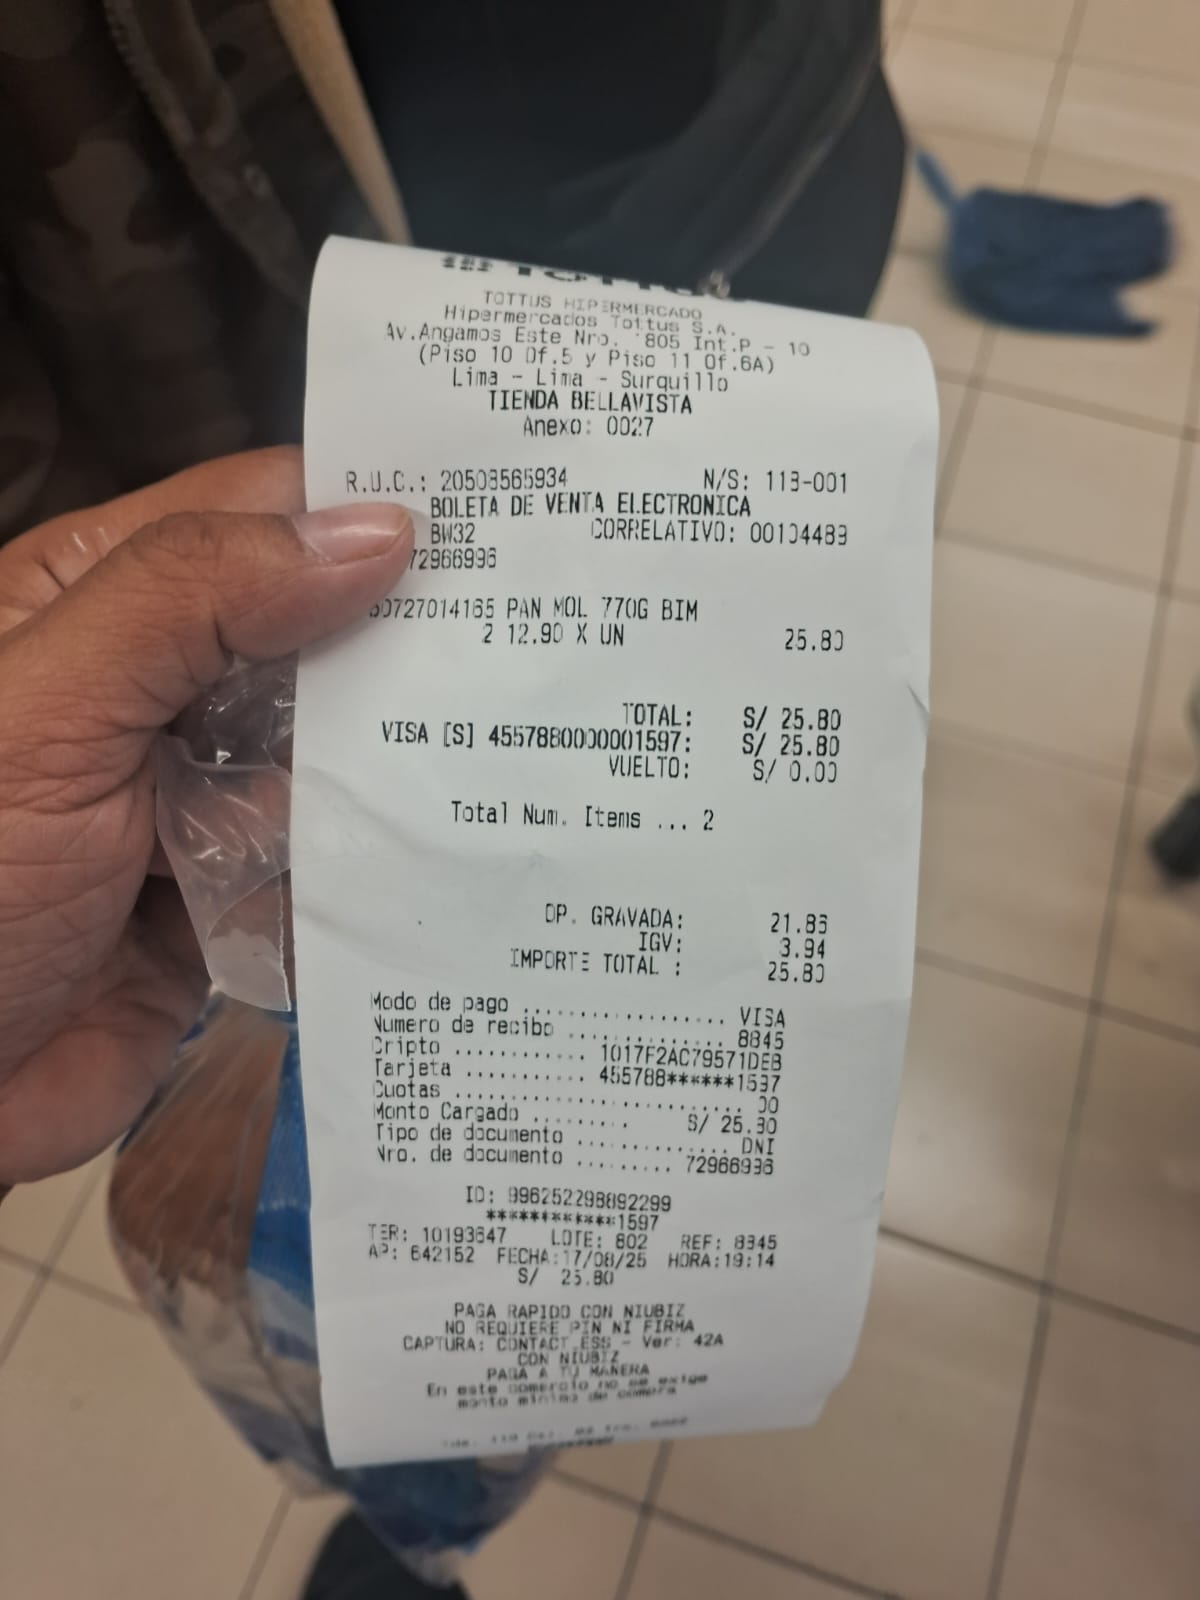 TOTTUS HIPERMERCADO
Hipermercados Tottus S.A.
Av.Angamos Este Nro. 805 Int.P - 10
(Piso 10 Of.5 y Piso 11 Of.6A)
Lima - Lima - Surquillo
TIENDA BELLAVISTA
Anexo: 0027
R.U.C.: 20508565934 N/S: 118-001
BOLETA DE VENTA ELECTRONICA
BW32 CORRELATIVO: 00104489
72966996
60727014165 PAN MOL 770G BIM
2 12.90 X UN 25.80
TOTAL: S/ 25.80
VISA [S] 4557880000001597: S/ 25.80
VUELTO: S/ 0.00
Total Num. Items ... 2
OP. GRAVADA: 21.86
IGV: 3.94
IMPORTE TOTAL : 25.80
Modo de pago .................. VISA
Numero de recibo ............. 8845
Cripto ............ 1017F2AC79571DEB
Tarjeta ........... 455788******1597
Cuotas ........................ 00
Monto Cargado ........ S/ 25.80
Tipo de documento ............. DNI
Nro. de documento ......... 72966996
ID: 996252298892299
************1597
TER: 10193647 LOTE: 802 REF: 8845
AP: 642152 FECHA:17/08/25 HORA:19:14
S/ 25.80
PAGA RAPIDO CON NIUBIZ
NO REQUIERE PIN NI FIRMA
CAPTURA: CONTACTLESS - Ver: 42A
CON NIUBIZ
PAGA A TU MANERA
En este comercio no se exige
monto minimo de compra